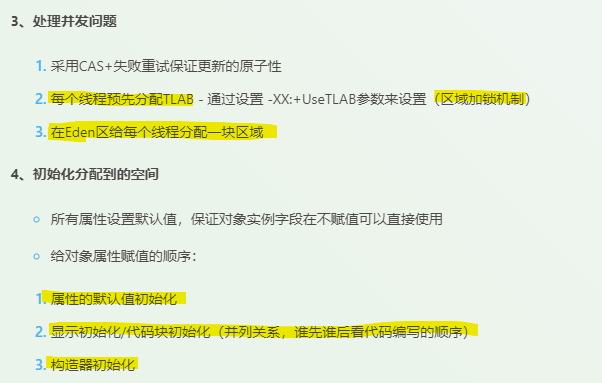 3、处理并发问题
1. 采用CAS+失败重试保证更新的原子性
2. 每个线程预先分配TLAB - 通过设置 -XX:+UseTLAB参数来设置（区域加锁机制）
3. 在Eden区给每个线程分配一块区域
4、初始化分配到的空间
所有属性设置默认值，保证对象实例字段在不赋值可以直接使用
给对象属性赋值的顺序：
1. 属性的默认值初始化
2. 显示初始化/代码块初始化（并列关系，谁先谁后看代码编写的顺序）
3. 构造器初始化